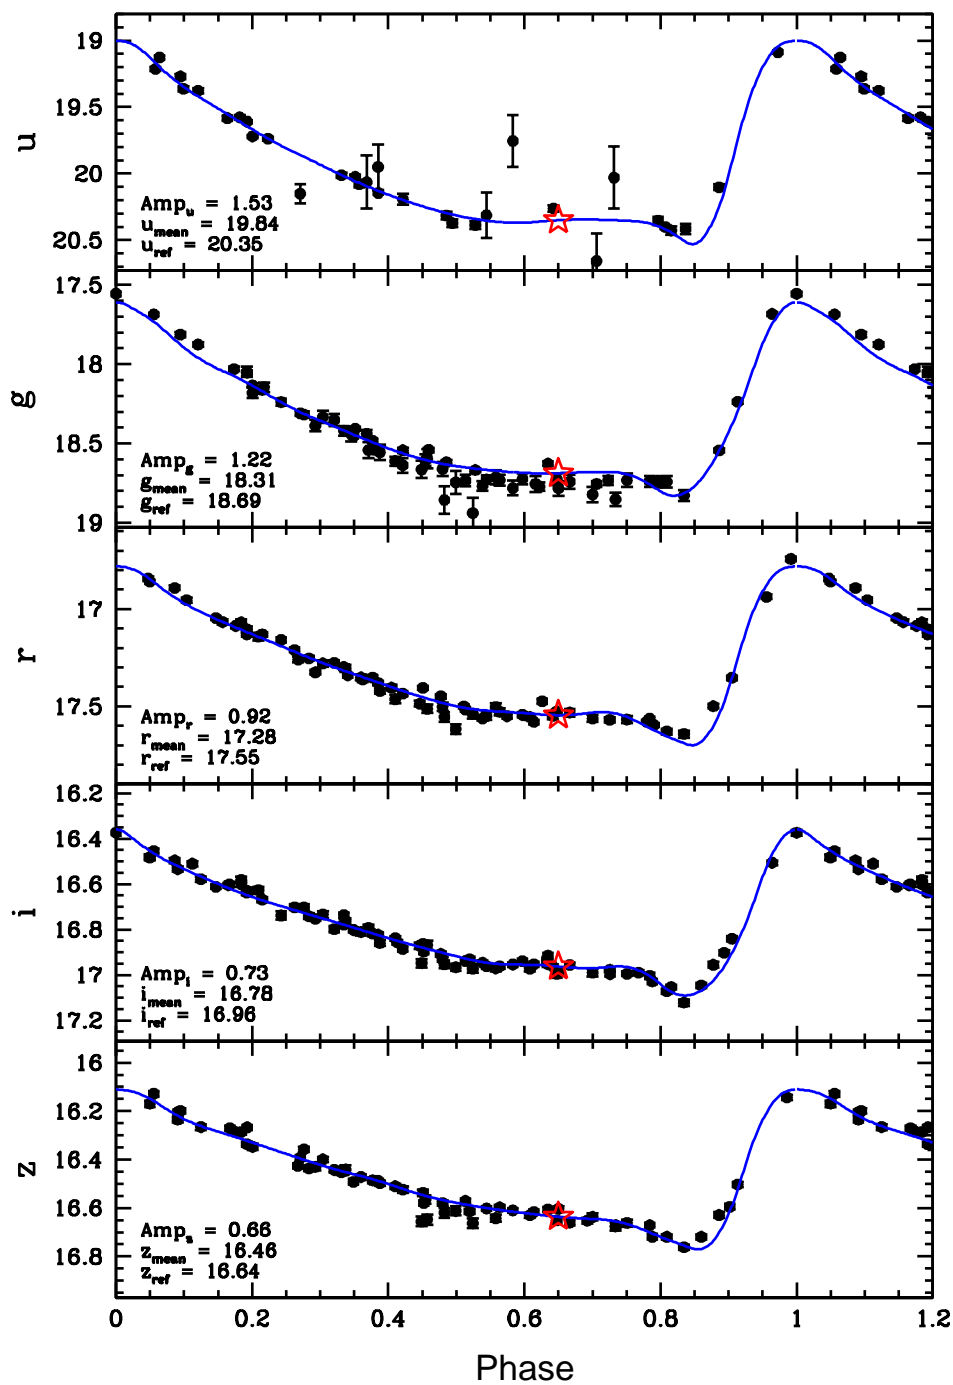 19
19.5
20
20.5
u
Amp_u = 1.53
u_mean = 19.84
u_ref = 20.35
17.5
18
18.5
19
g
Amp_g = 1.22
g_mean = 18.31
g_ref = 18.69
17
17.5
r
Amp_r = 0.92
r_mean = 17.28
r_ref = 17.55
16.2
16.4
16.6
16.8
17
17.2
i
Amp_i = 0.73
i_mean = 16.78
i_ref = 16.96
16
16.2
16.4
16.6
16.8
z
Amp_z = 0.66
z_mean = 16.46
z_ref = 16.64
0 0.2 0.4 0.6 0.8 1 1.2
Phase